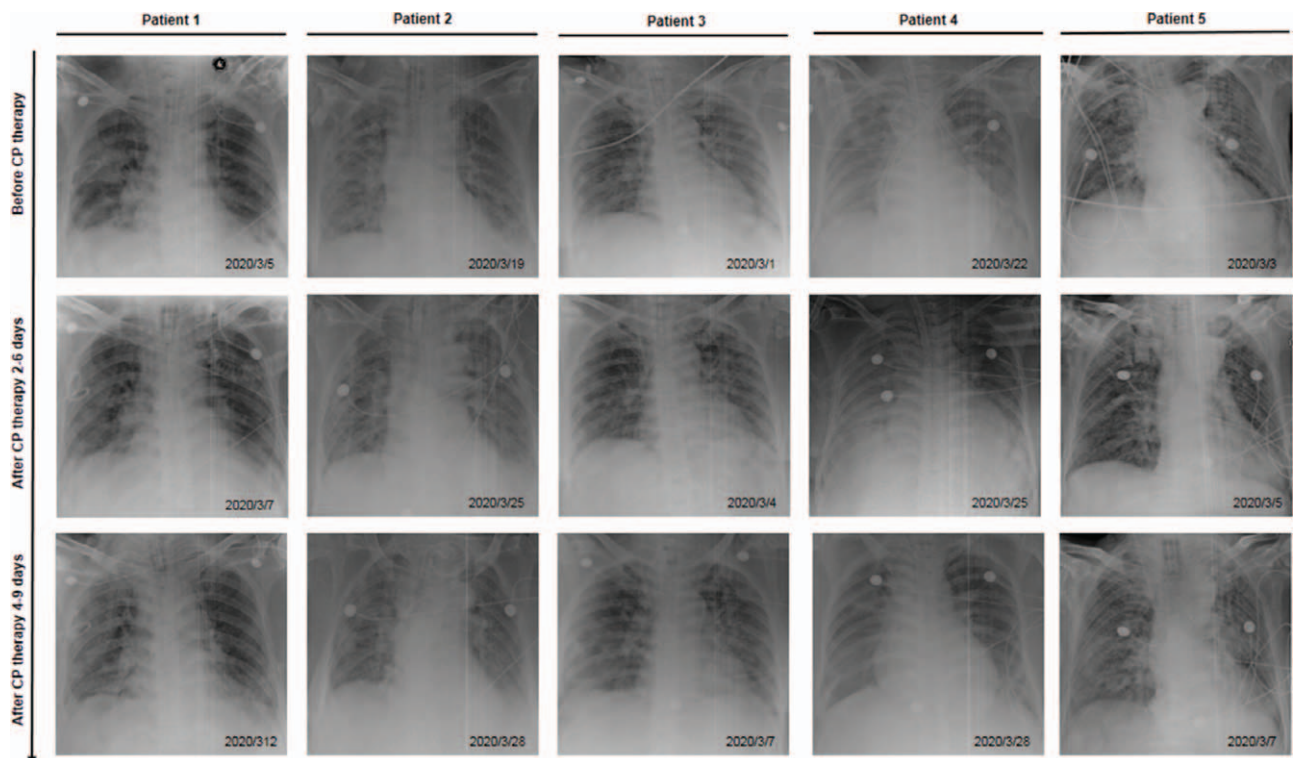 Patient 1
Patient 2
Patient 3
Patient 4
Patient 5
Before CP therapy
2020/3/5
2020/3/19
2020/3/1
2020/3/22
2020/3/3
After CP therapy 2-6 days
2020/3/7
2020/3/25
2020/3/4
2020/3/25
2020/3/5
After CP therapy 4-9 days
2020/312
2020/3/28
2020/3/7
2020/3/28
2020/3/7